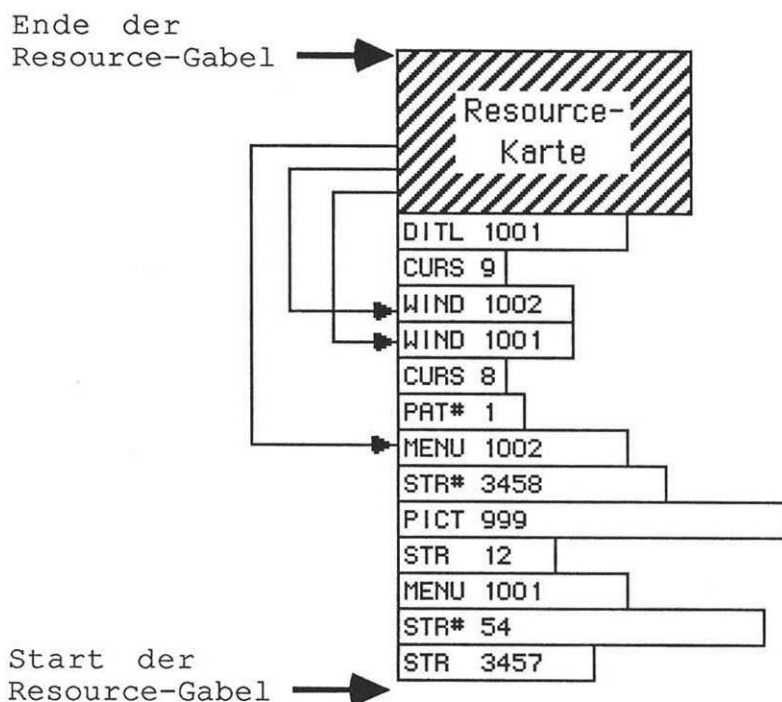 Ende der
Resource-Gabel
Resource-
Karte
DITL 1001
CURS 9
WIND 1002
WIND 1001
CURS 8
PAT# 1
MENU 1002
STR# 3458
PICT 999
STR 12
MENU 1001
STR# 54
STR 3457
Start der
Resource-Gabel